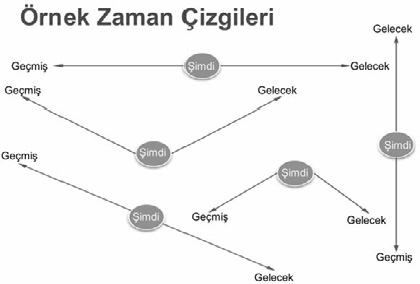 Örnek Zaman Çizgileri
Gelecek
Geçmiş
Şimdi
Gelecek
Geçmiş
Gelecek
Şimdi
Şimdi
Geçmiş
Şimdi
Şimdi
Geçmiş
Gelecek
Geçmiş
Gelecek